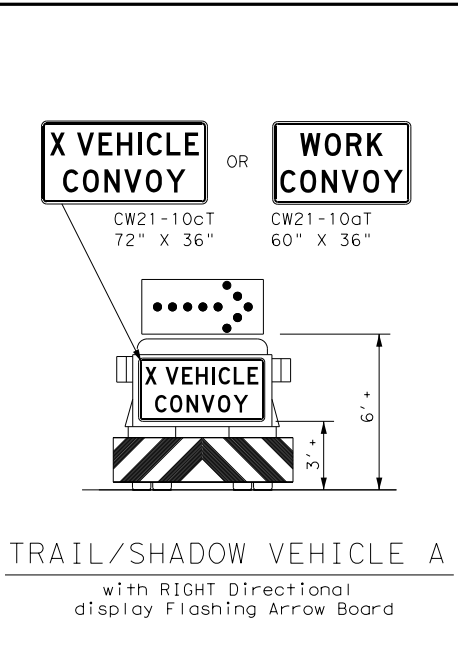 X VEHICLE
CONVOY
OR
WORK
CONVOY
CW21-10cT
72" X 36"
CW21-10aT
60" X 36"
X VEHICLE
CONVOY
6' +
3' +
TRAIL/SHADOW VEHICLE A
with RIGHT Directional
display Flashing Arrow Board